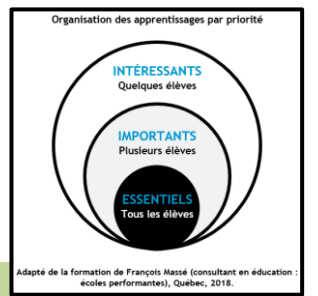 Organisation des apprentissages par priorité
INTÉRESSANTS
Quelques élèves
IMPORTANTS
Plusieurs élèves
ESSENTIELS
Tous les élèves
Adapté de la formation de François Massé (consultant en éducation :
écoles performantes), Québec, 2018.